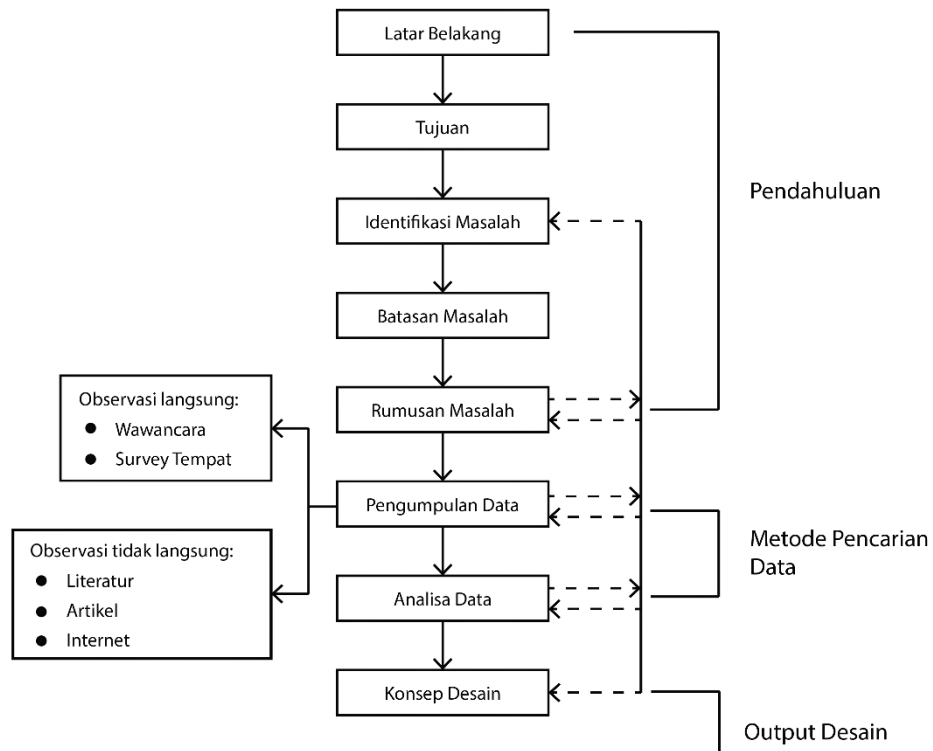 Latar Belakang
Tujuan
Identifikasi Masalah
Batasan Masalah
Rumusan Masalah
Pengumpulan Data
Analisa Data
Konsep Desain
Observasi langsung:
● Wawancara
● Survey Tempat
Observasi tidak langsung:
● Literatur
● Artikel
● Internet
Pendahuluan
Metode Pencarian
Data
Output Desain